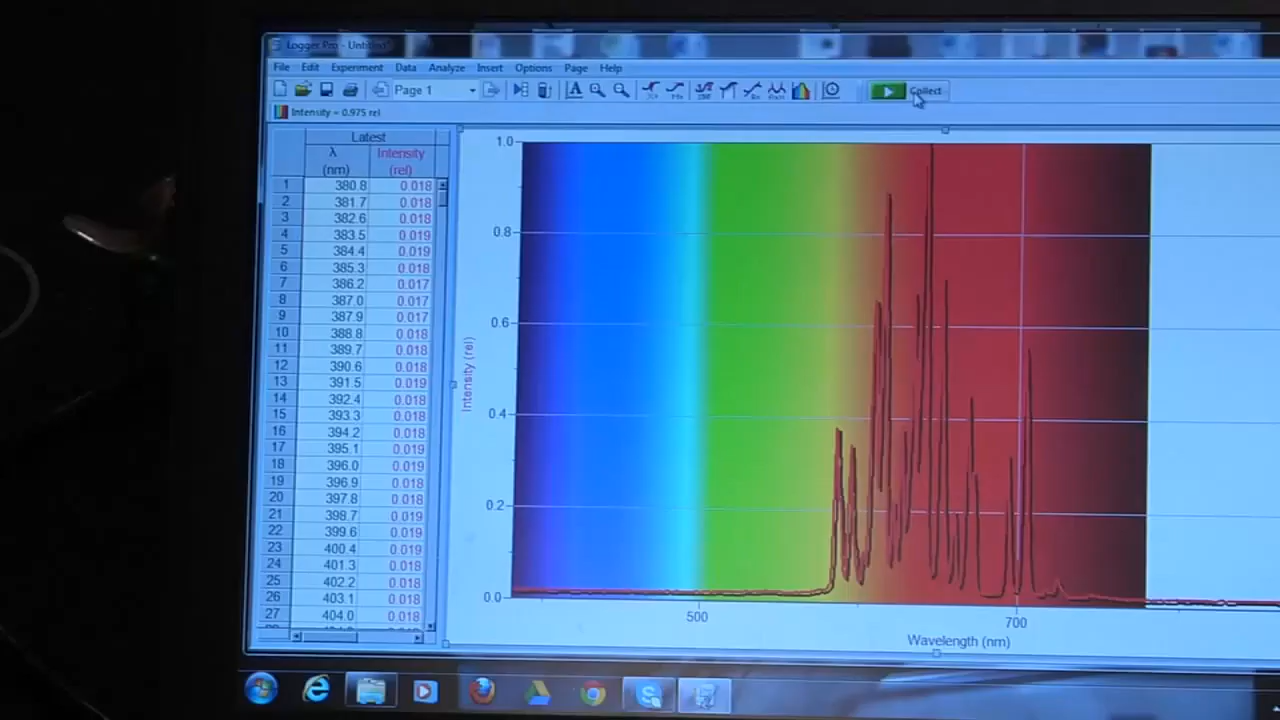 Logger Pro - Untitled*
File Edit Experiment Data Analyze Insert Options Page Help
Page 1
Collect
Intensity = 0.975 rel
Latest
λ Intensity
(nm) (rel)
1 380.8 0.018
2 381.7 0.018
3 382.6 0.018
4 383.5 0.019
5 384.4 0.019
6 385.3 0.018
7 386.2 0.017
8 387.0 0.017
9 387.9 0.017
10 388.8 0.018
11 389.7 0.018
12 390.6 0.018
13 391.5 0.019
14 392.4 0.018
15 393.3 0.018
16 394.2 0.018
17 395.1 0.019
18 396.0 0.019
19 396.9 0.019
20 397.8 0.019
21 398.7 0.019
22 399.6 0.019
23 400.4 0.019
24 401.3 0.018
25 402.2 0.018
26 403.1 0.018
27 404.0 0.018
1.0
0.8
0.6
0.4
0.2
0.0
Intensity (rel)
500 700
Wavelength (nm)